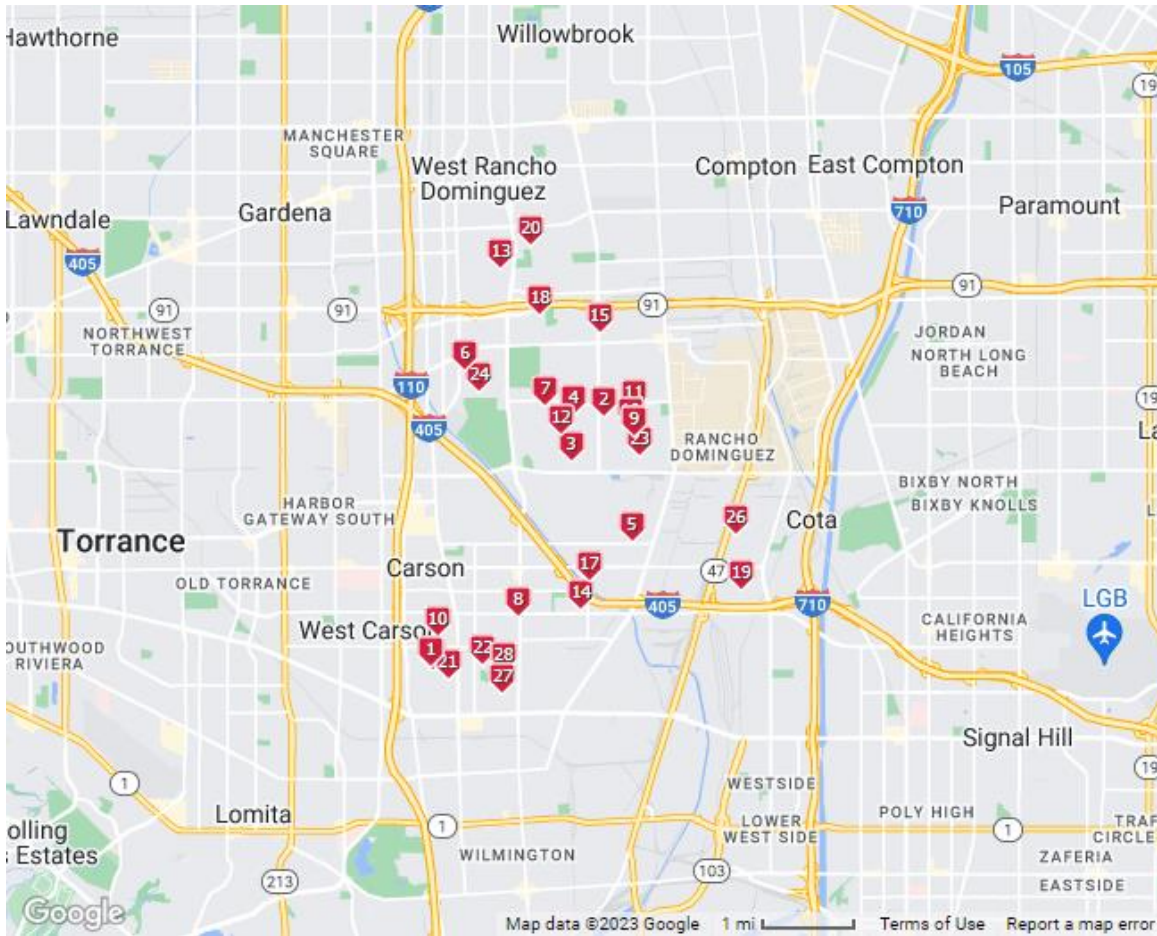 Hawthorne
Willowbrook
105
19
MANCHESTER
SQUARE
West Rancho
Dominguez
Compton
East Compton
Gardena
Lawndale
710
Paramount
20
13
405
18
91
91
91
15
91
NORTHWEST
TORRANCE
JORDAN
NORTH LONG
BEACH
6
24
110
7
4
2
11
19
12
9
405
3
23
RANCHO
DOMINGUEZ
BIXBY NORTH
BIXBY KNOLLS
HARBOR
GATEWAY SOUTH
5
26
Cota
Torrance
17
47
19
Carson
OLD TORRANCE
14
405
710
LGB
8
10
CALIFORNIA
HEIGHTS
West Carson
1
21
22
28
27
RIVIERA
Signal Hill
19
1
WESTSIDE
Lomita
1
LOWER
WEST SIDE
POLY HIGH
1
CIRCLE
WILMINGTON
ZAFERIA
Estates
213
103
EASTSIDE
Google
Map data ©2023 Google
1 mi
Terms of Use
Report a map error